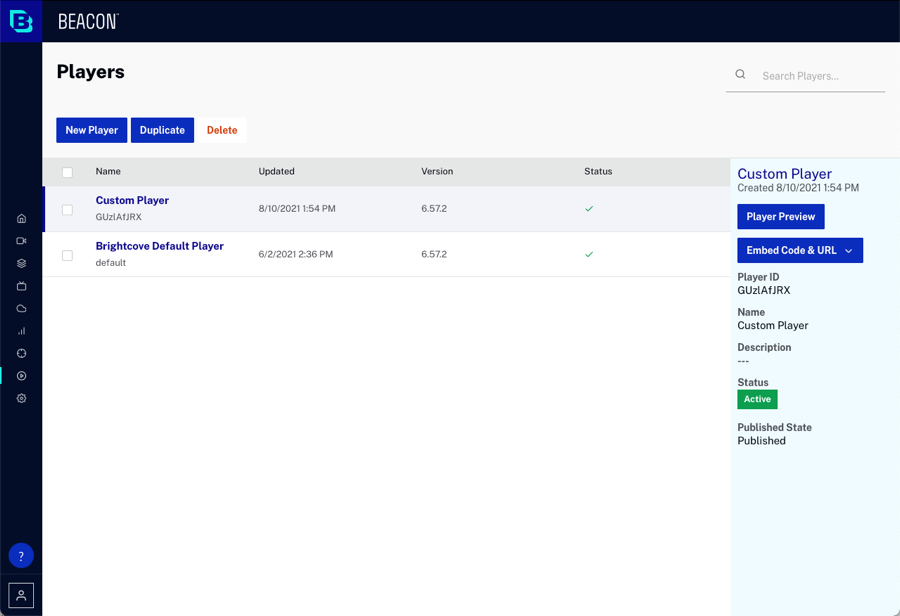 BEACON™
Players
Search Players...
New Player Duplicate Delete
Name Updated Version Status
Custom Player
GUzlAfJRX
8/10/2021 1:54 PM 6.57.2
Brightcove Default Player
default
6/2/2021 2:36 PM 6.57.2
Custom Player
Created 8/10/2021 1:54 PM
Player Preview
Embed Code & URL
Player ID
GUzlAfJRX
Name
Custom Player
Description
---
Status
Active
Published State
Published
?